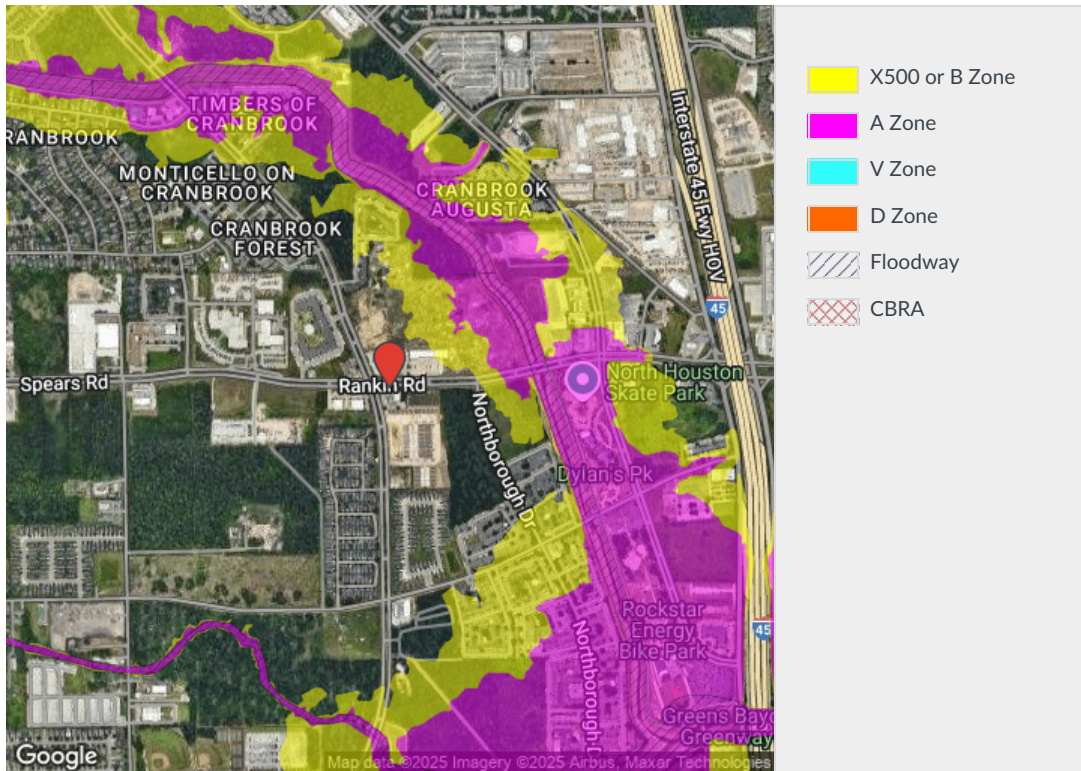 TIMBERS OF
CRANBROOK
RANBROOK
MONTICELLO ON
CRANBROOK
CRANBROOK
AUGUSTA
CRANBROOK
FOREST
Interstate 45 Fwy HOV
45
Spears Rd
Rankin Rd
North Houston
Skate Park
Northborough Dr
Dylan's Pk
Rockstar
Energy
Bike Park
45
Northborough D
Greens Bayo
Greenway
Google
Map data ©2025 Imagery ©2025 Airbus, Maxar Technologies
X500 or B Zone
A Zone
V Zone
D Zone
Floodway
CBRA